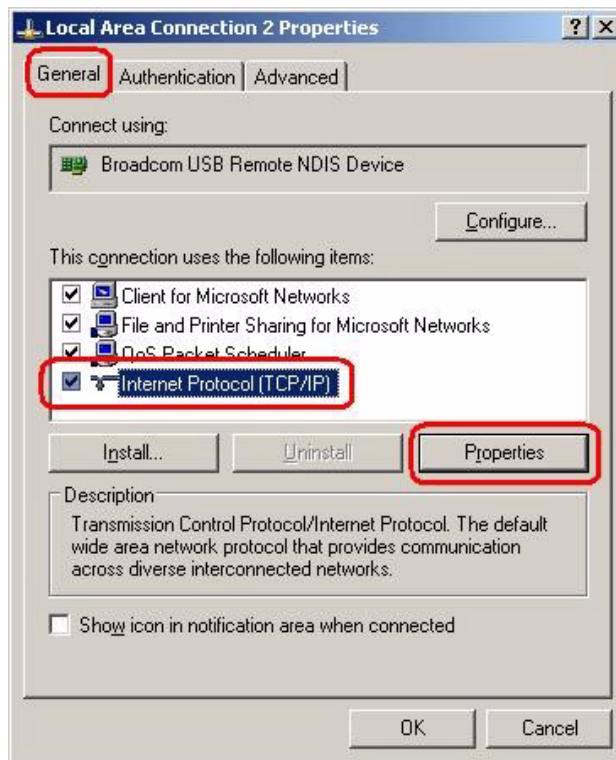 Local Area Connection 2 Properties
General Authentication Advanced
Connect using:
Broadcom USB Remote NDIS Device
Configure...
This connection uses the following items:
Client for Microsoft Networks
File and Printer Sharing for Microsoft Networks
QoS Packet Scheduler
Internet Protocol (TCP/IP)
Install... Uninstall Properties
Description
Transmission Control Protocol/Internet Protocol. The default
wide area network protocol that provides communication
across diverse interconnected networks.
Show icon in notification area when connected
OK Cancel